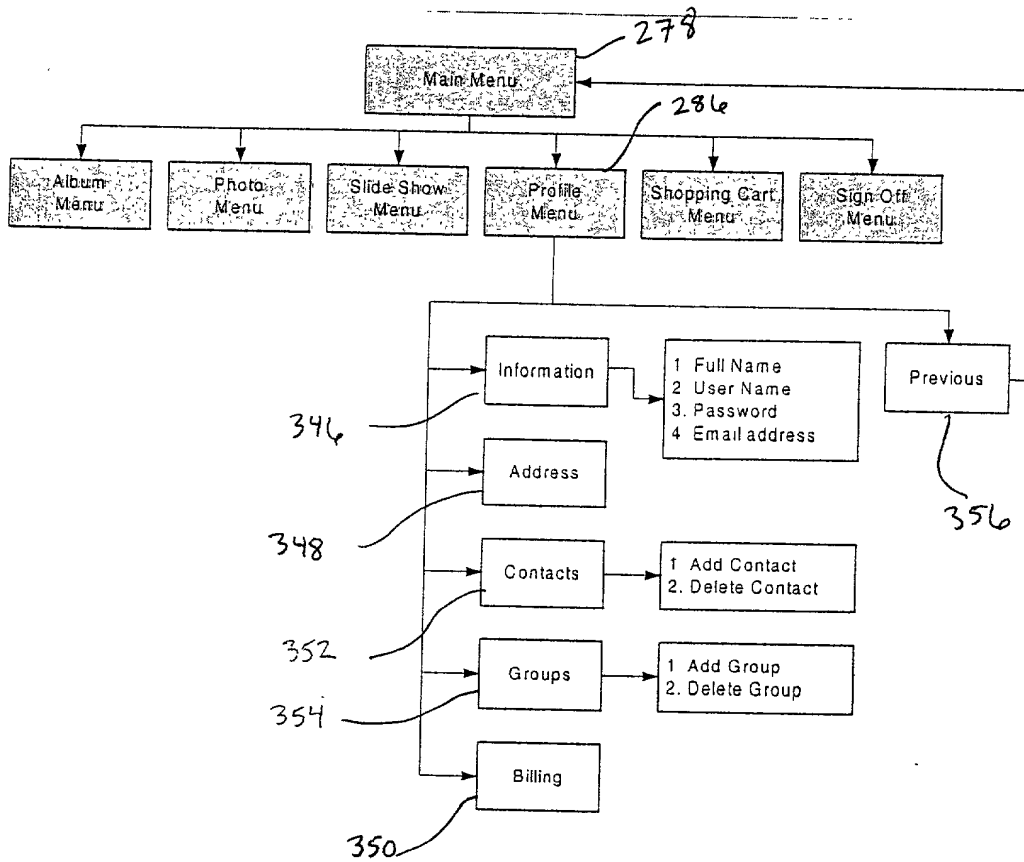 278
Main Menu
286
Album
Menu
Photo
Menu
Slide Show
Menu
Profile
Menu
Shopping Cart
Menu
Sign Off
Menu
Information
1 Full Name
2 User Name
3. Password
4 Email address
Previous
346
356
Address
348
Contacts
1 Add Contact
2. Delete Contact
352
Groups
1 Add Group
2. Delete Group
354
Billing
350